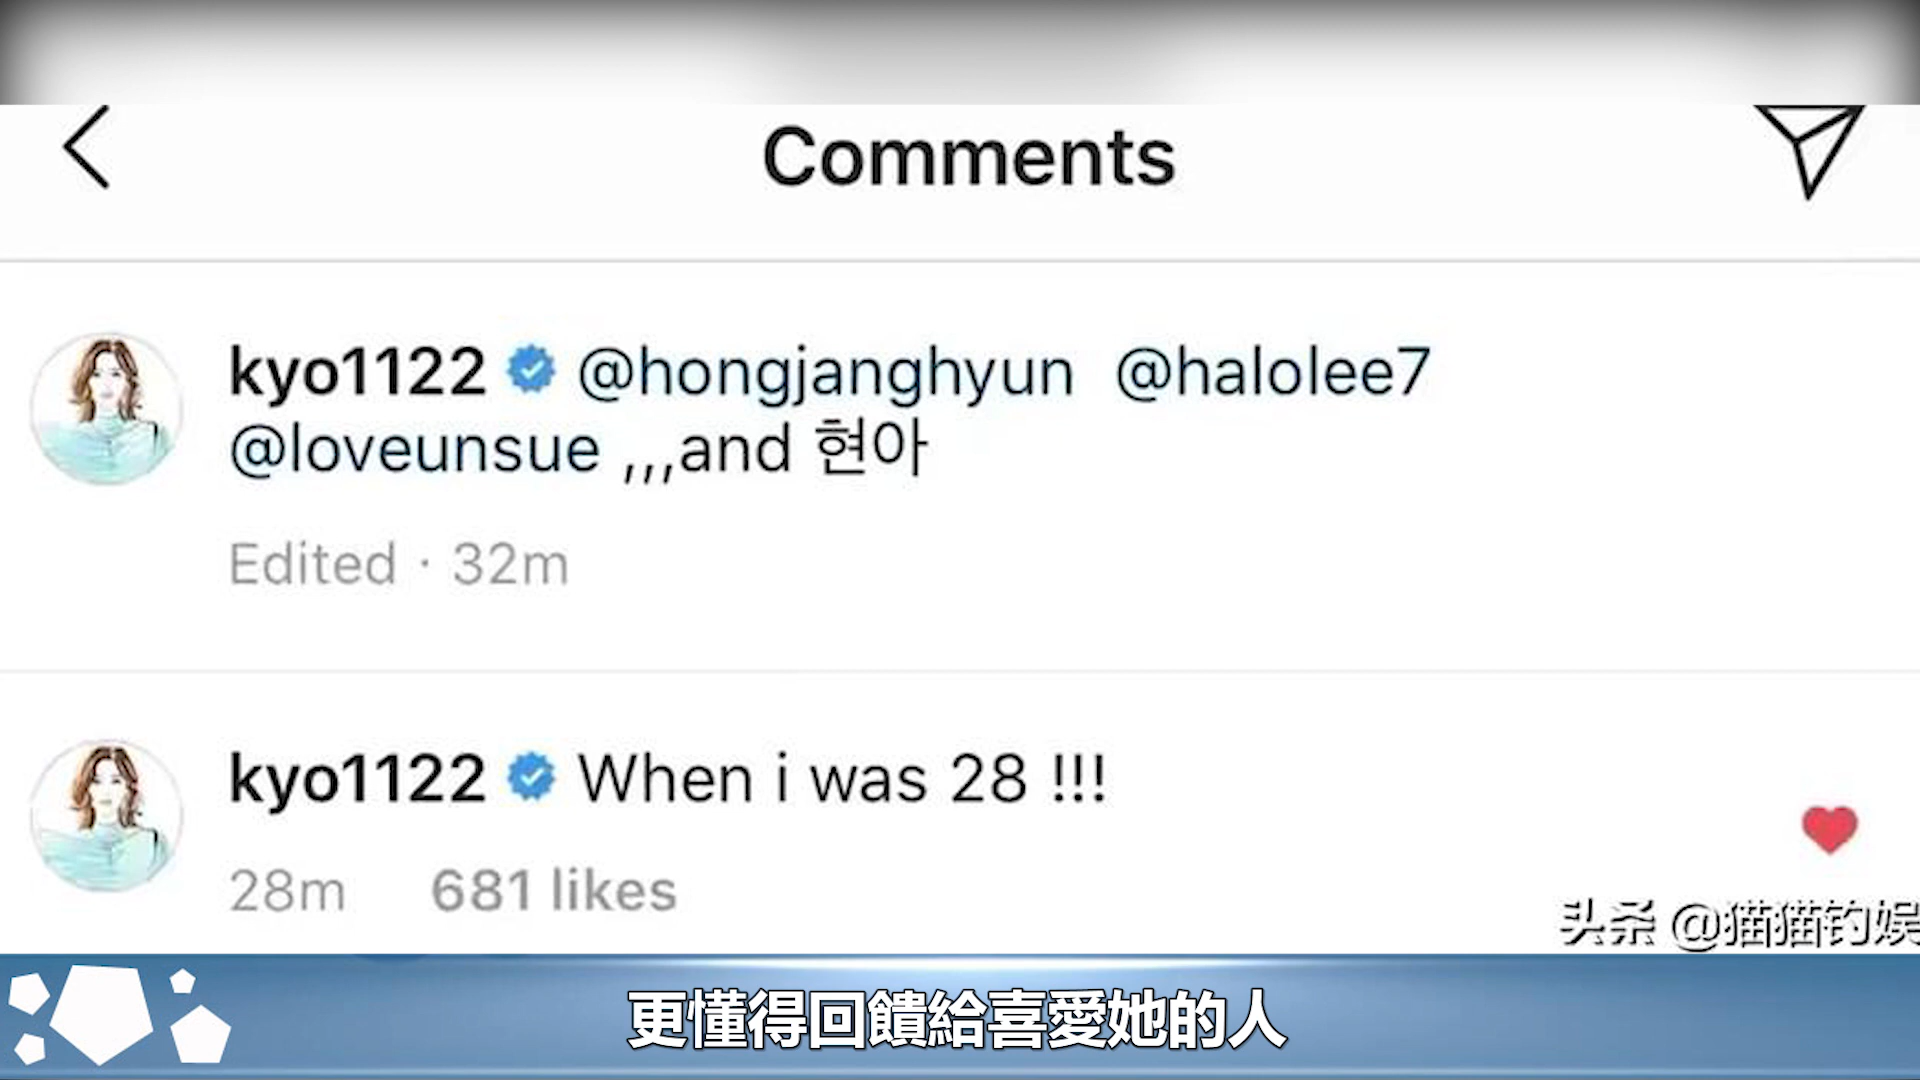 Comments
kyo1122 @hongjanghyun @halolee7
@loveunsue ,,,and 현아
Edited · 32m
kyo1122 When i was 28 !!!
28m 681 likes
头条 @猫猫钓娱
更懂得回饋給喜愛她的人